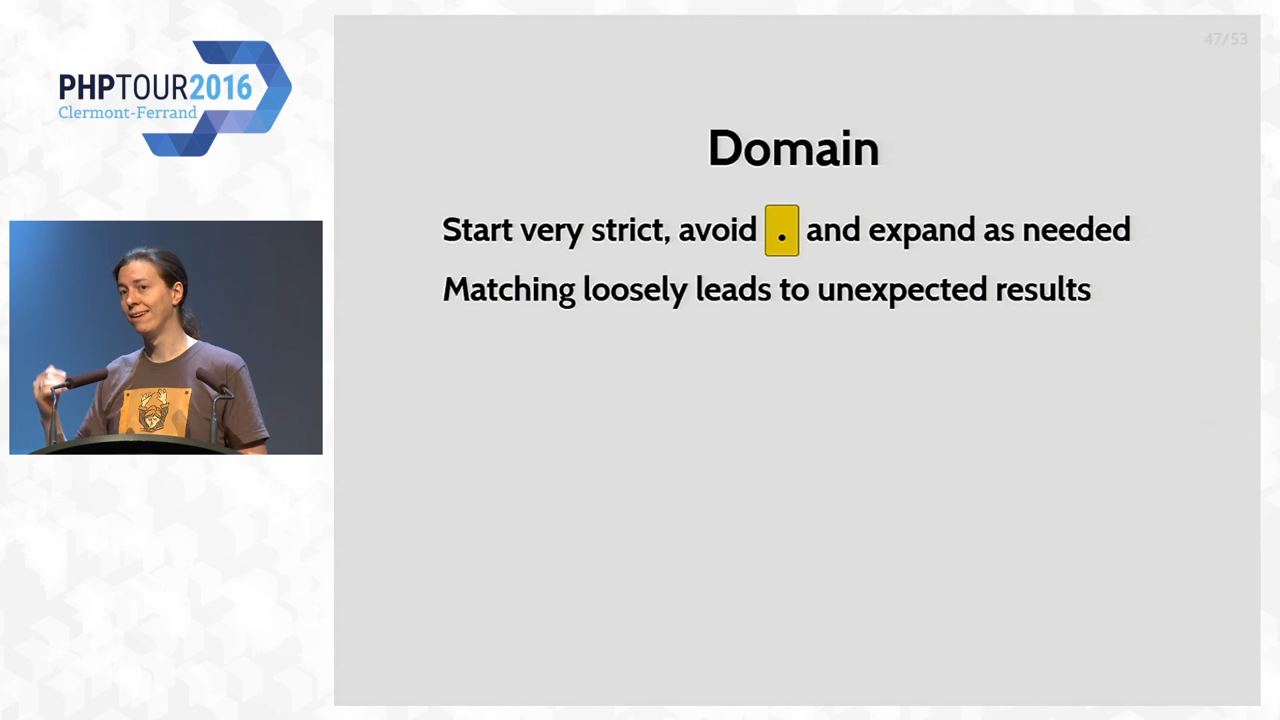 PHPTOUR2016
Clermont-Ferrand
47/53
Domain
Start very strict, avoid . and expand as needed
Matching loosely leads to unexpected results